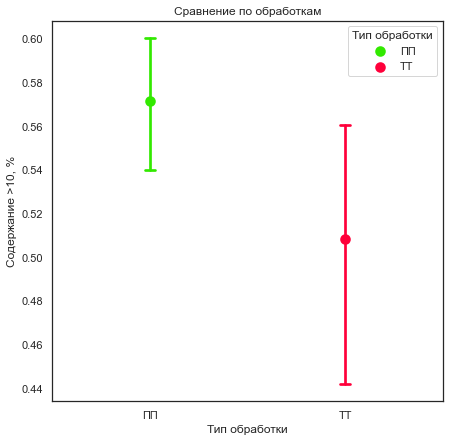 Сравнение по обработкам
Тип обработки
ПП
ТТ
0.60
0.58
0.56
0.54
0.52
0.50
0.48
0.46
0.44
Содержание >10, %
ПП
ТТ
Тип обработки